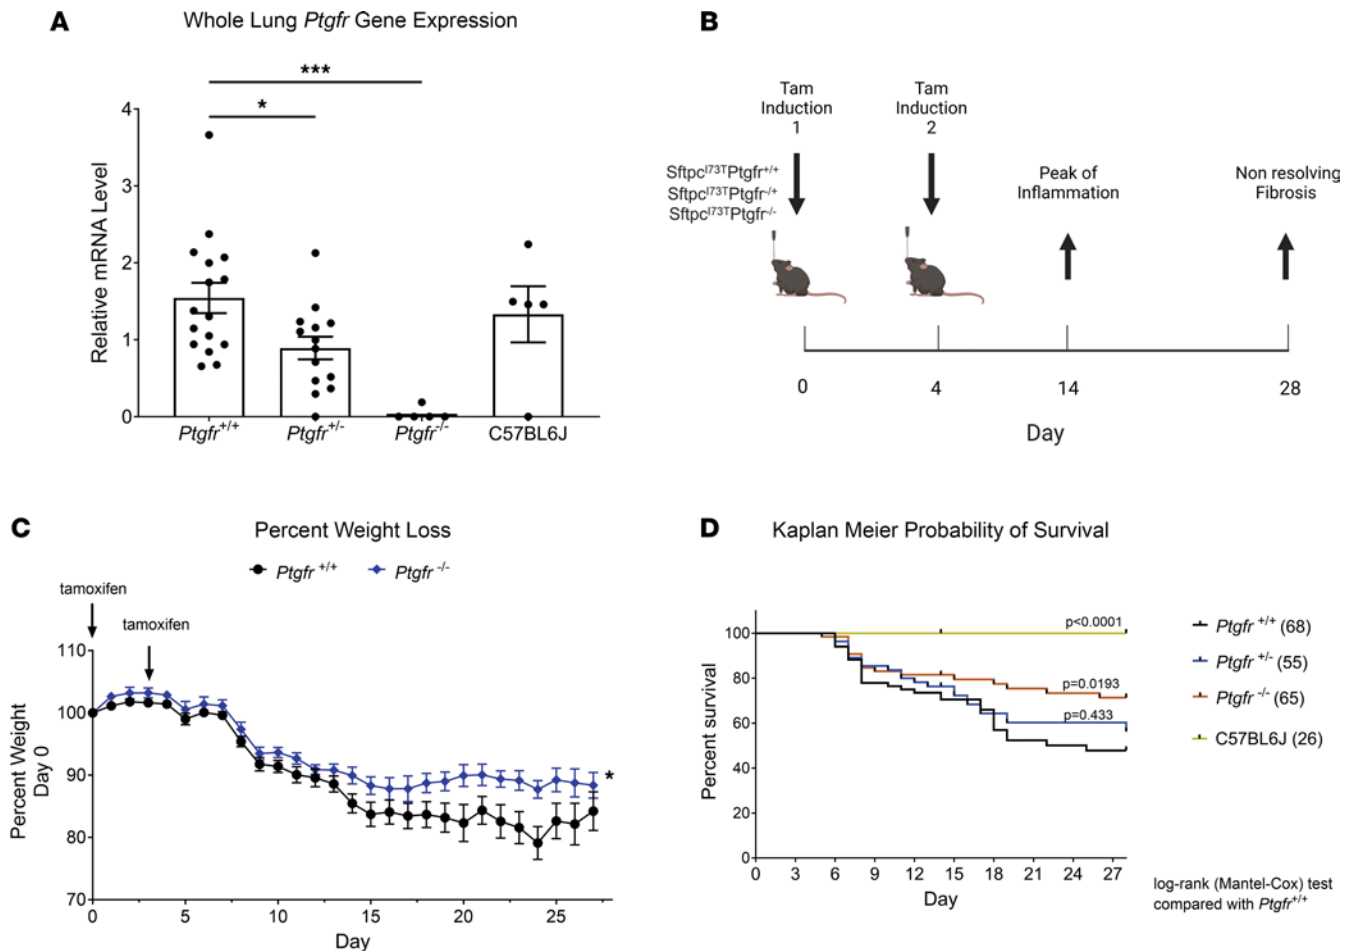 A
Whole Lung Ptgfr Gene Expression
***
*
Relative mRNA Level
4
3
2
1
0
Ptgfr+/+
Ptgfr+/-
Ptgfr-/-
C57BL6J
B
Tam
Induction
1
Tam
Induction
2
SftpcI73TPtgfr+/+
SftpcI73TPtgfr-/+
SftpcI73TPtgfr-/-
Peak of
Inflammation
Non resolving
Fibrosis
0
4
14
28
Day
C
Percent Weight Loss
Ptgfr +/+
Ptgfr -/-
tamoxifen
tamoxifen
Percent Weight
Day 0
110
100
90
80
70
*
0
5
10
15
20
25
Day
D
Kaplan Meier Probability of Survival
Percent survival
100
80
60
40
20
0
p<0.0001
p=0.0193
p=0.433
0
3
6
9
12
15
18
21
24
27
Day
Ptgfr +/+ (68)
Ptgfr +/- (55)
Ptgfr -/- (65)
C57BL6J (26)
log-rank (Mantel-Cox) test
compared with Ptgfr+/+